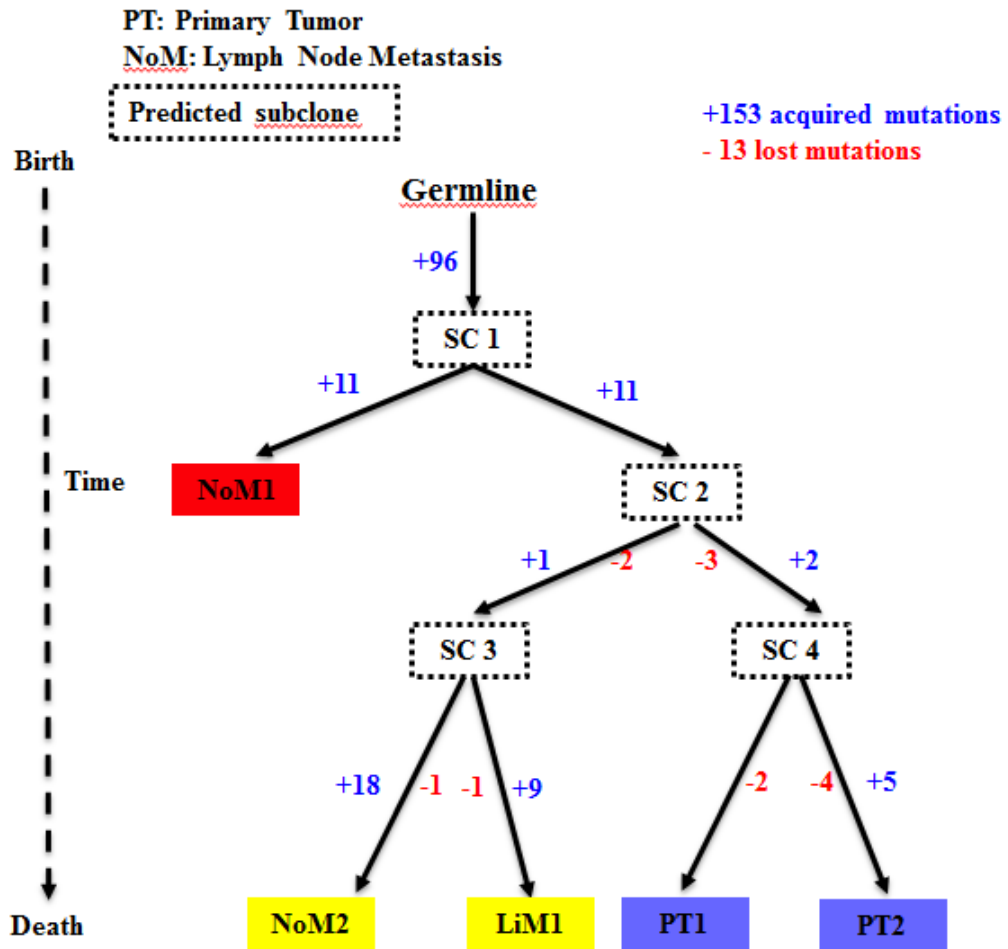 PT: Primary Tumor
NoM: Lymph Node Metastasis
Predicted subclone
+153 acquired mutations
- 13 lost mutations
Birth
Germline
+96
SC 1
+11
+11
Time
NoM1
SC 2
+1
-2
-3
+2
SC 3
SC 4
+18
-1
-1
+9
-2
-4
+5
Death
NoM2
LiM1
PT1
PT2